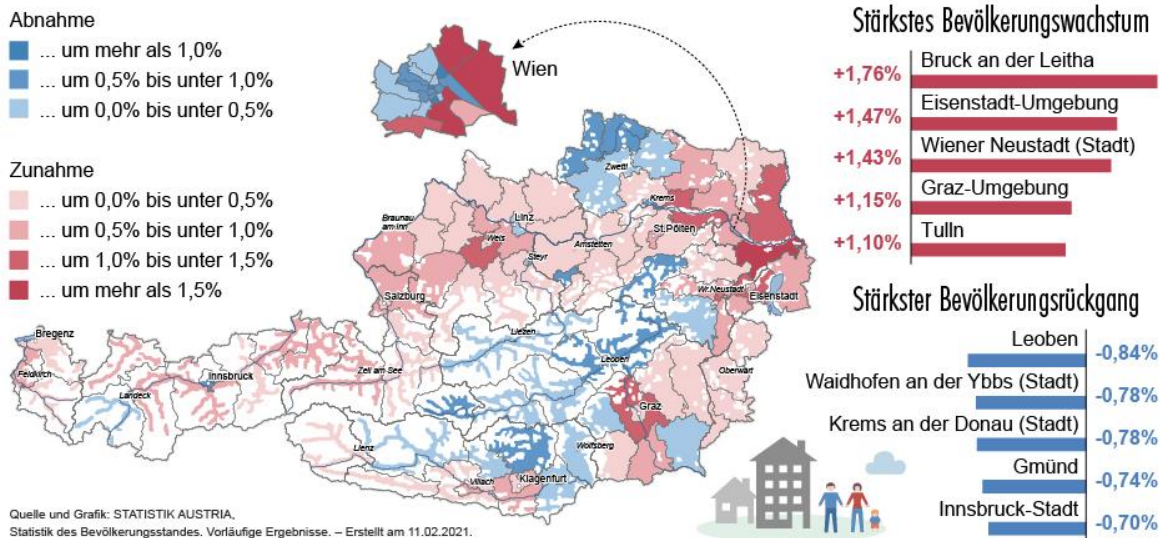 Abnahme
... um mehr als 1,0%
... um 0,5% bis unter 1,0%
... um 0,0% bis unter 0,5%
Zunahme
... um 0,0% bis unter 0,5%
... um 0,5% bis unter 1,0%
... um 1,0% bis unter 1,5%
... um mehr als 1,5%
Wien
Zwettl
Krems
Linz
Braunau
am Inn
Wels
St.Pölten
Amstetten
Steyr
Salzburg
Wr.Neustadt
Eisenstadt
Bregenz
Liezen
Leoben
Feldkirch
Innsbruck
Zell am See
Oberwart
Landeck
Graz
Lienz
Wolfsberg
Villach
Klagenfurt
Stärkstes Bevölkerungswachstum
Bruck an der Leitha
+1,76%
Eisenstadt-Umgebung
+1,47%
Wiener Neustadt (Stadt)
+1,43%
Graz-Umgebung
+1,15%
Tulln
+1,10%
Stärkster Bevölkerungsrückgang
Leoben
-0,84%
Waidhofen an der Ybbs (Stadt)
-0,78%
Krems an der Donau (Stadt)
-0,78%
Gmünd
-0,74%
Innsbruck-Stadt
-0,70%
Quelle und Grafik: STATISTIK AUSTRIA,
Statistik des Bevölkerungsstandes. Vorläufige Ergebnisse. – Erstellt am 11.02.2021.